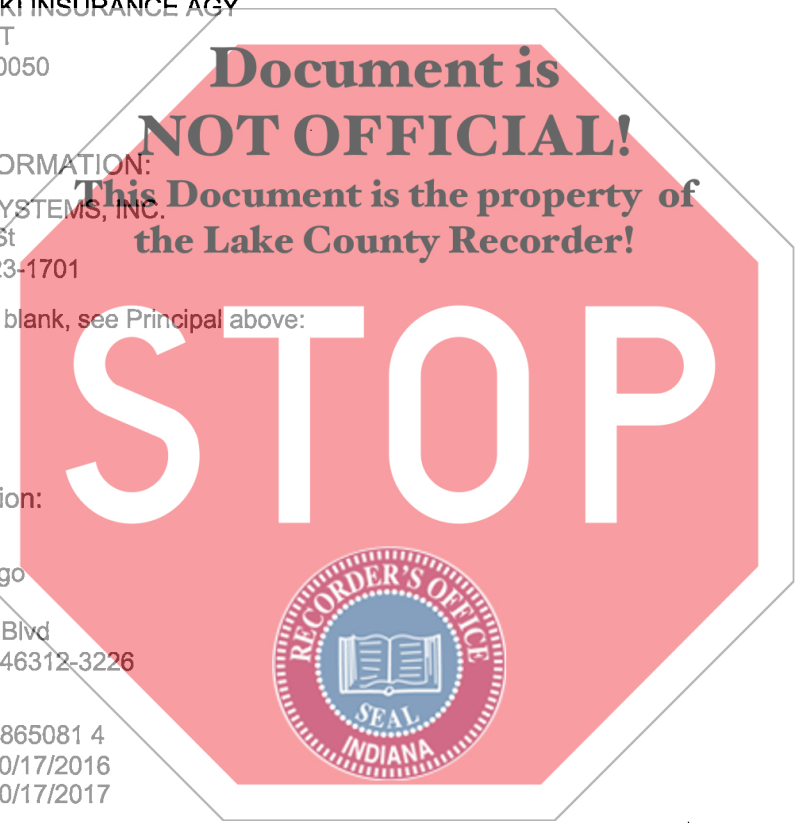 KI INSURANCE AGY
T
0050
Document is
NOT OFFICIAL!
ORMATION:
This Document is the property of
YSTEMS, INC.
the Lake County Recorder!
St
23-1701
blank, see Principal above:
STOP
ion:
go
Blvd
46312-3226
865081 4
0/17/2016
0/17/2017
RECORDER'S OFFICE
SEAL
INDIANA